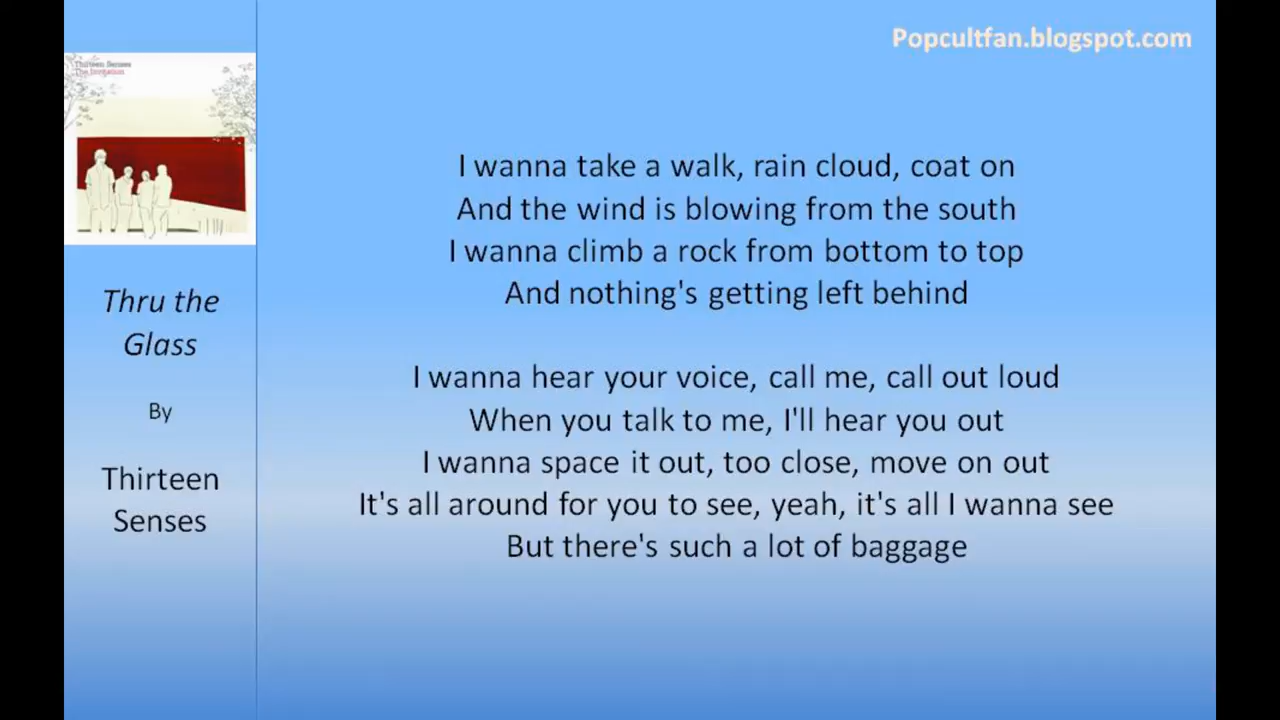 Popcultfan.blogspot.com
Thirteen Senses
The Invitation
Thru the
Glass
By
Thirteen
Senses
I wanna take a walk, rain cloud, coat on
And the wind is blowing from the south
I wanna climb a rock from bottom to top
And nothing's getting left behind
I wanna hear your voice, call me, call out loud
When you talk to me, I'll hear you out
I wanna space it out, too close, move on out
It's all around for you to see, yeah, it's all I wanna see
But there's such a lot of baggage